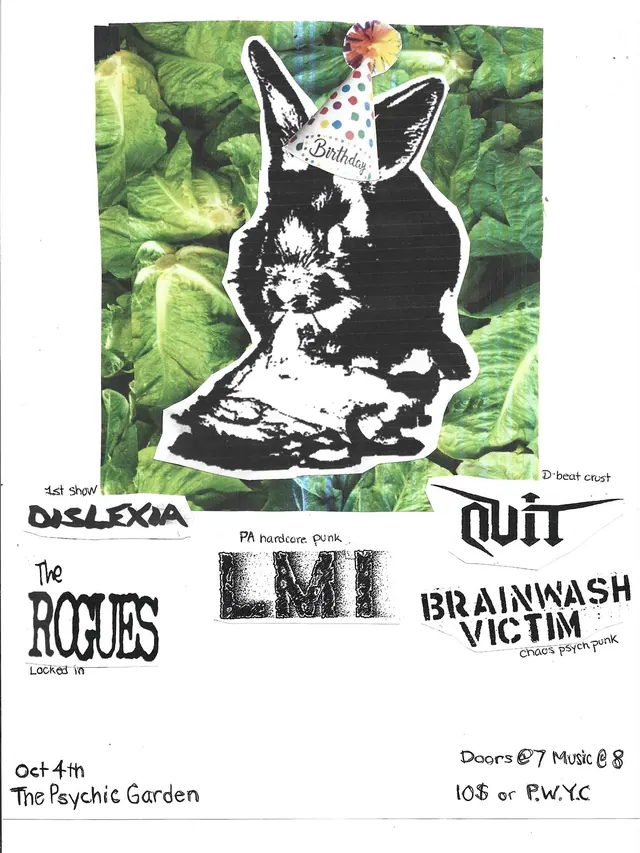 Birthday
1st show
DISLEXIA
D-beat crust
QUIT
PA hardcore punk
LMI
The
ROGUES
Locked in
BRAINWASH
VICTIM
chaos psych punk
Oct 4th
The Psychic Garden
Doors @ 7 Music @ 8
10$ or P.W.Y.C